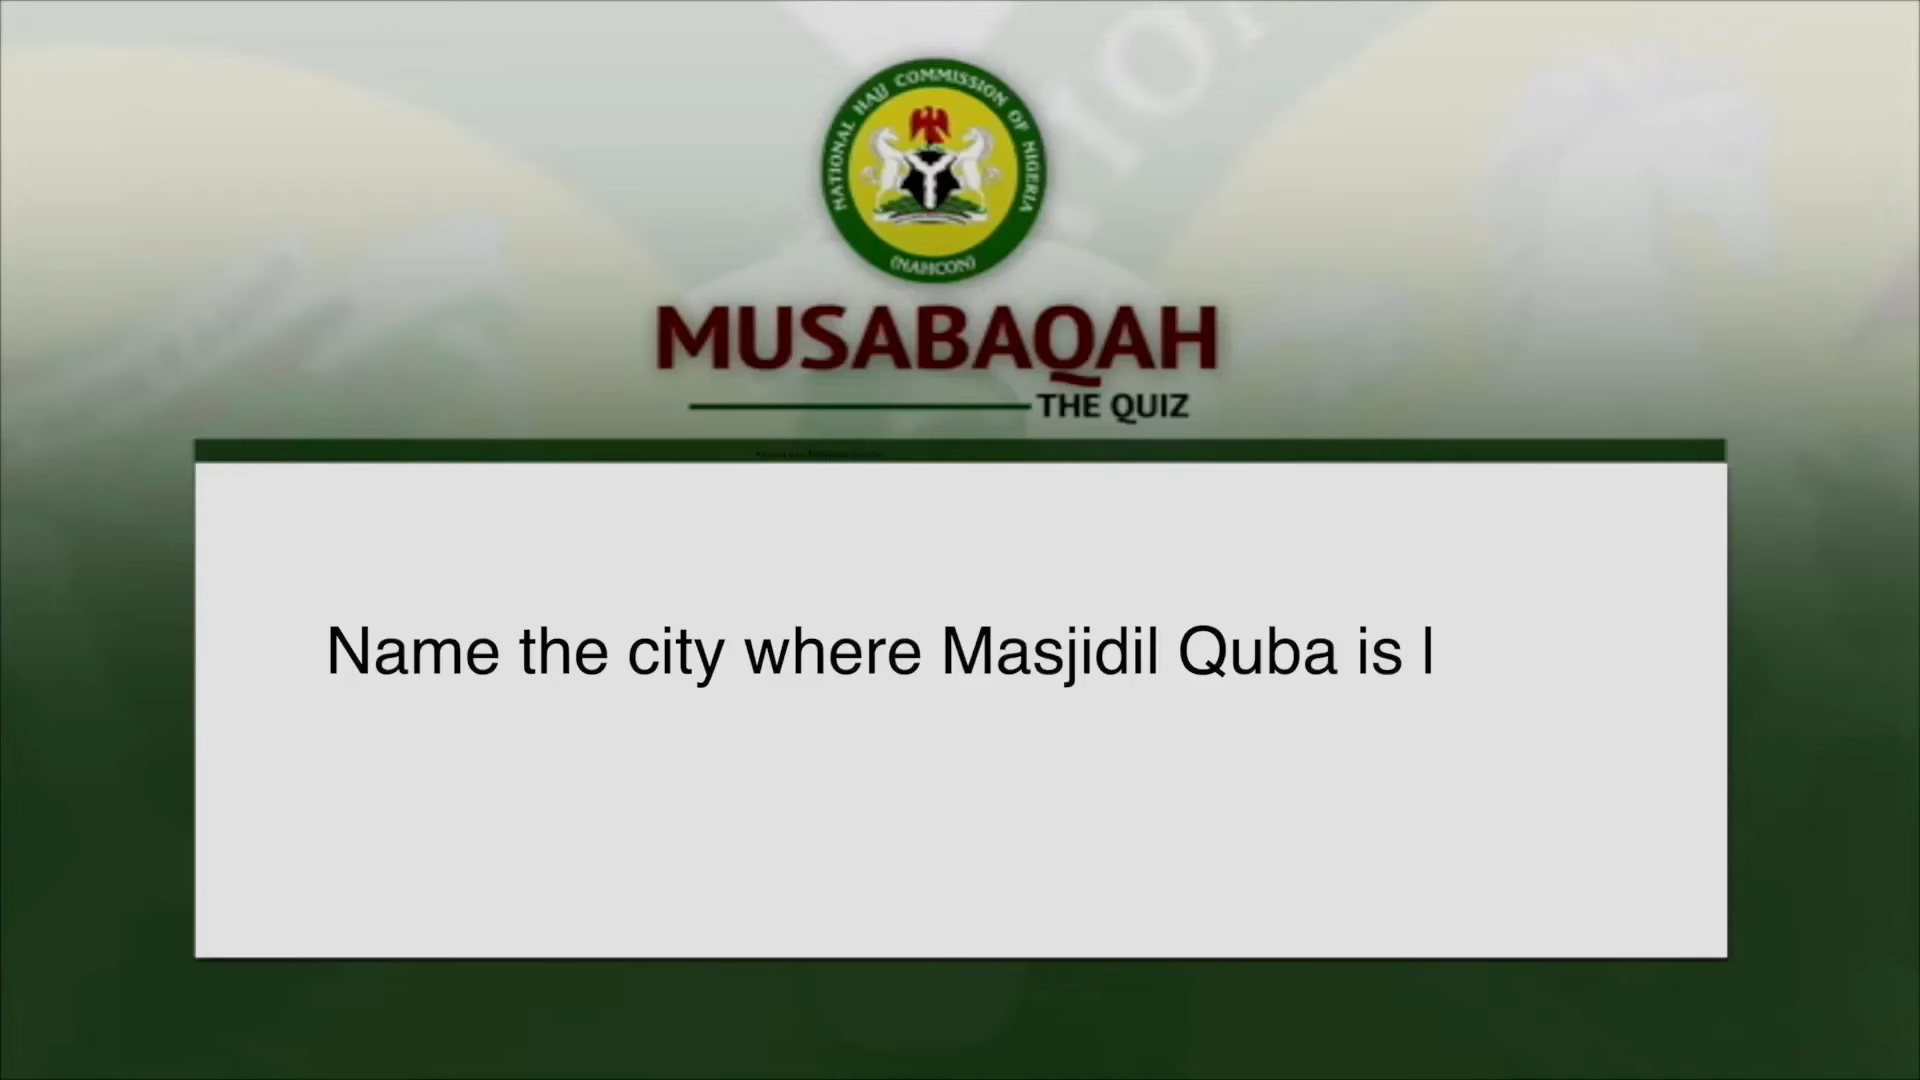 NATIONAL HAJJ COMMISSION OF NIGERIA
(NAHCON)
MUSABAQAH
THE QUIZ
Name the city where Masjidil Quba is l